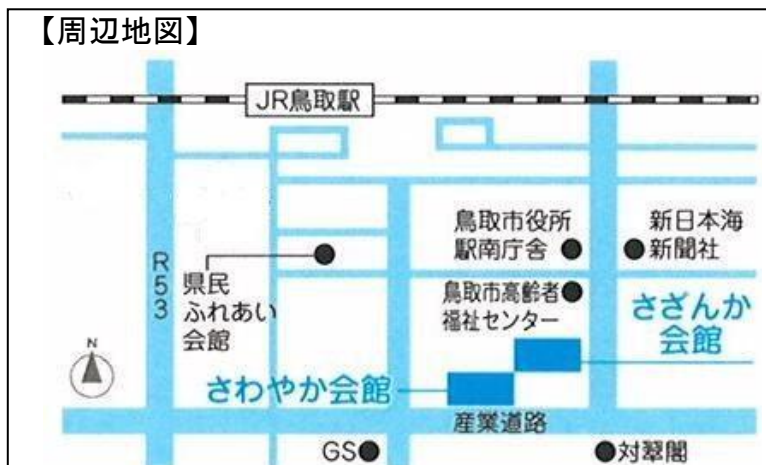 【周辺地図】
JR鳥取駅
鳥取市役所
駅南庁舎
新日本海
新聞社
R53
県民
ふれあい
会館
鳥取市高齢者
福祉センター
さざんか
会館
N
さわやか会館
産業道路
GS
対翠閣